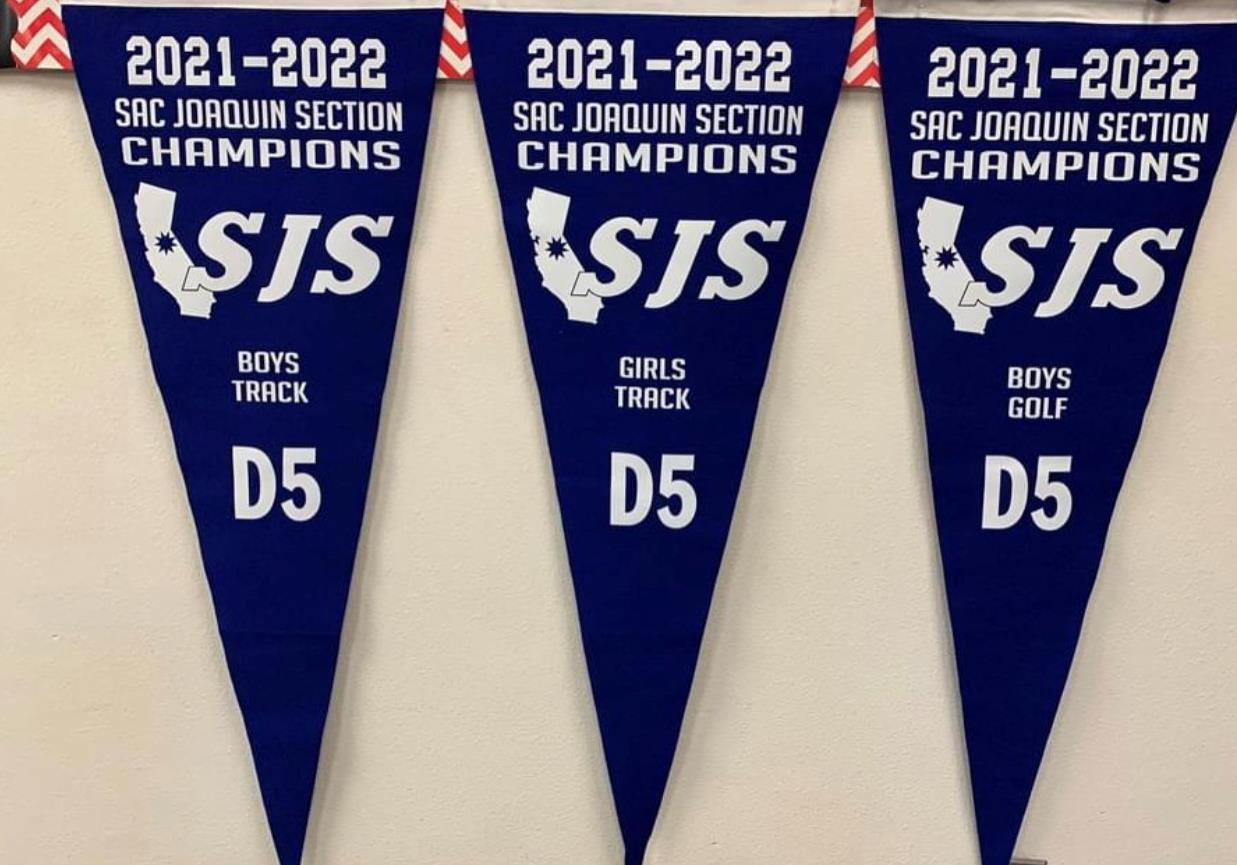 2021-2022
SAC JOAQUIN SECTION
CHAMPIONS
SJS
BOYS
TRACK
D5
2021-2022
SAC JOAQUIN SECTION
CHAMPIONS
SJS
GIRLS
TRACK
D5
2021-2022
SAC JOAQUIN SECTION
CHAMPIONS
SJS
BOYS
GOLF
D5